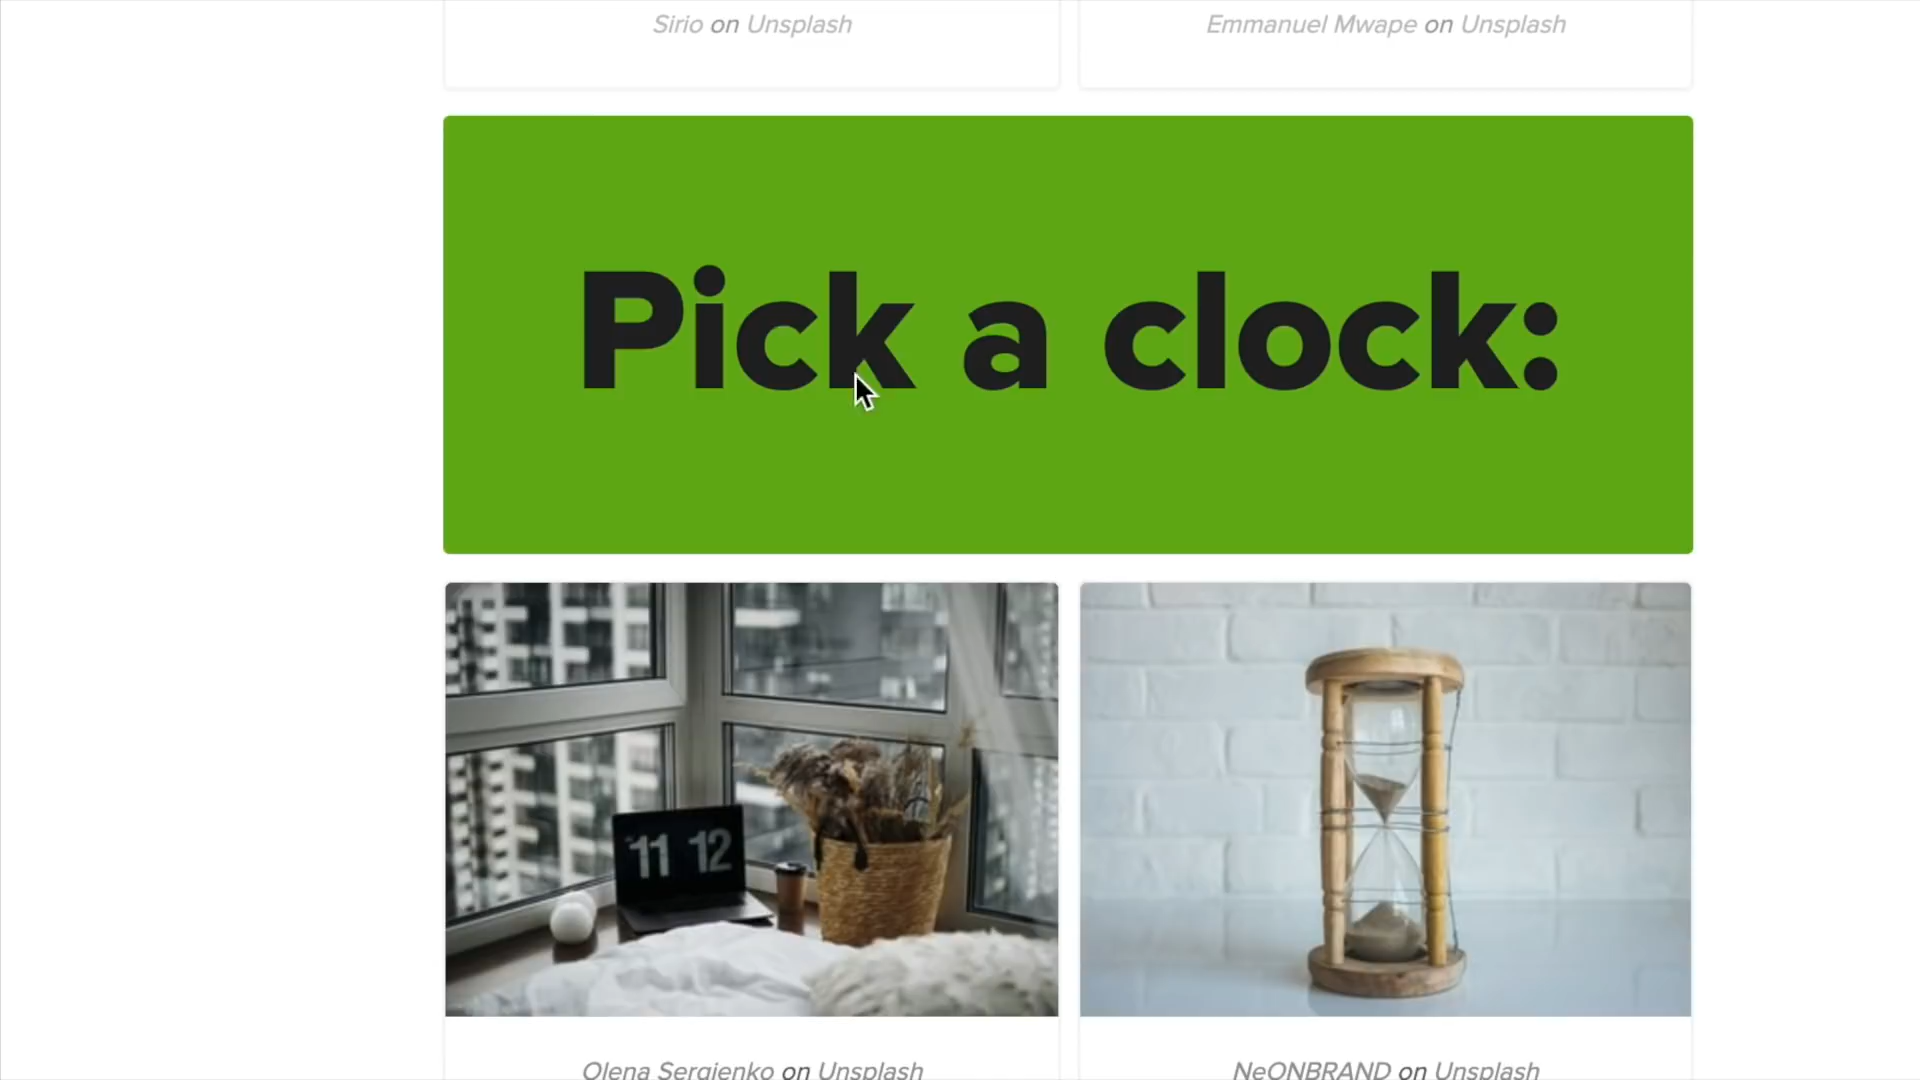 Sirio on Unsplash
Emmanuel Mwape on Unsplash
Pick a clock:
11 12
Olena Sergienko on Unsplash
NeONBRAND on Unsplash